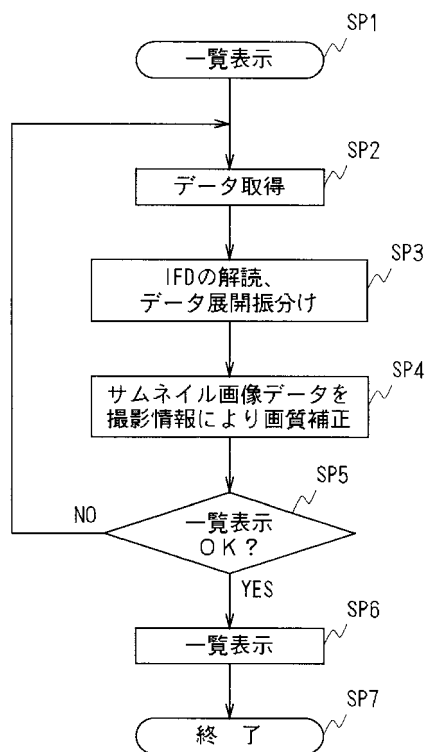 SP1
一覧表示
SP2
データ取得
SP3
IFDの解読、
データ展開振分け
SP4
サムネイル画像データを
撮影情報により画質補正
SP5
NO
一覧表示
OK?
YES
SP6
一覧表示
SP7
終 了